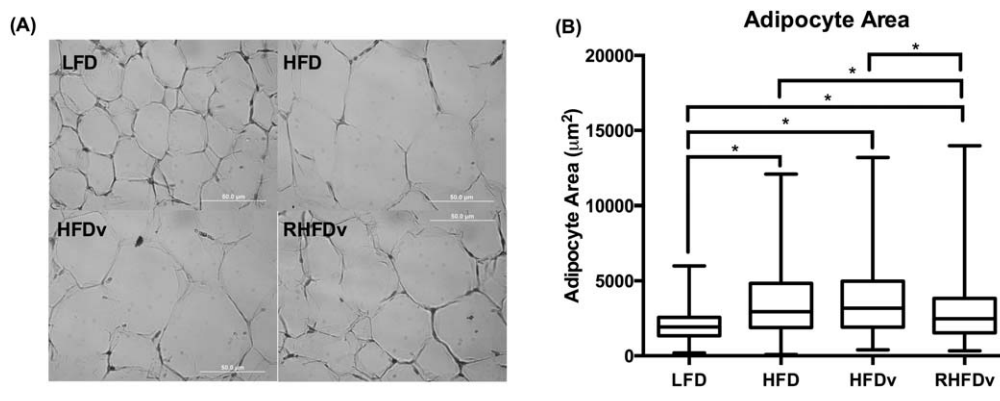 (A)
LFD
HFD
50.0 µm
50.0 µm
HFDv
RHFDv
50.0 µm
50.0 µm
(B)
Adipocyte Area
Adipocyte Area (µm²)
20000
15000
10000
5000
0
*
*
*
*
*
LFD
HFD
HFDv
RHFDv